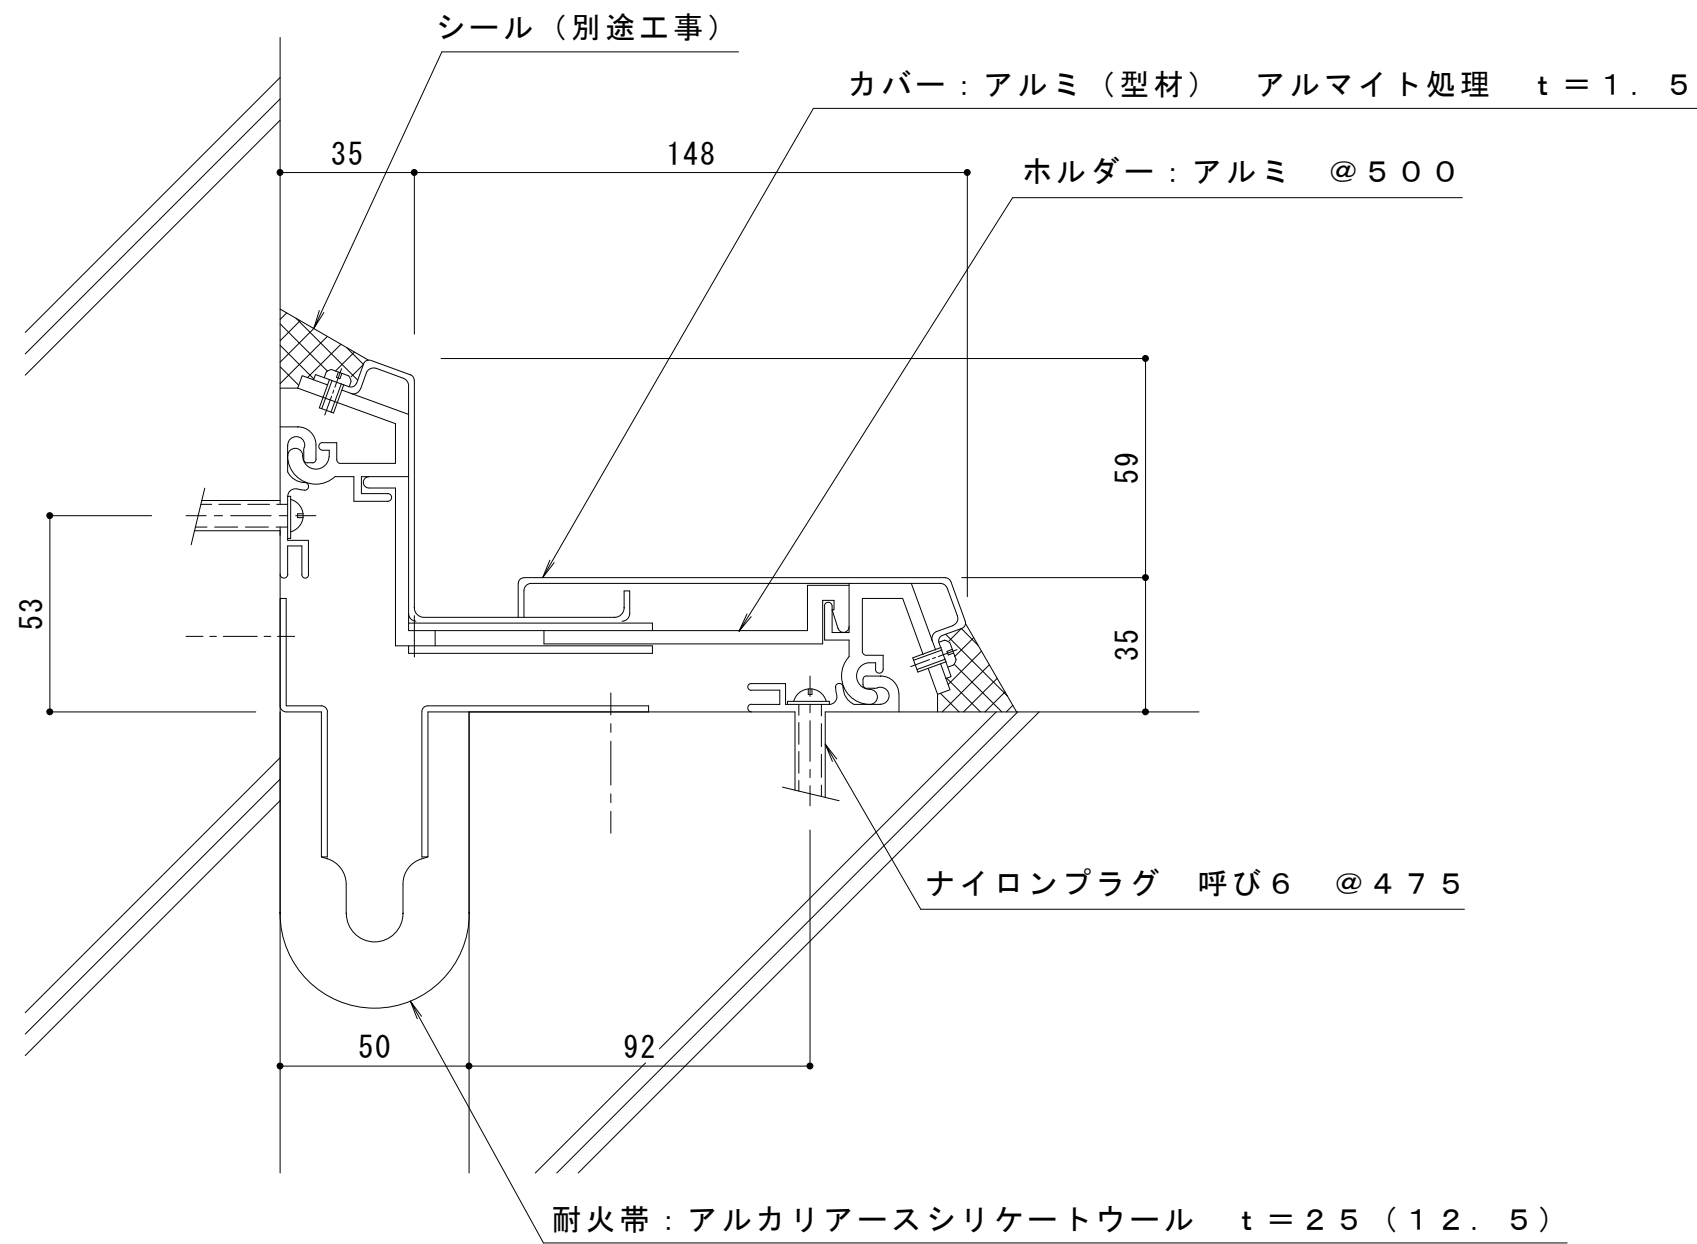 シール（別途工事）
カバー：アルミ（型材）　アルマイト処理　ｔ＝１．５
35
148
ホルダー：アルミ　＠５００
59
53
35
ナイロンプラグ　呼び６　＠４７５
50
92
耐火帯：アルカリアースシリケートウール　ｔ＝２５（１２．５）